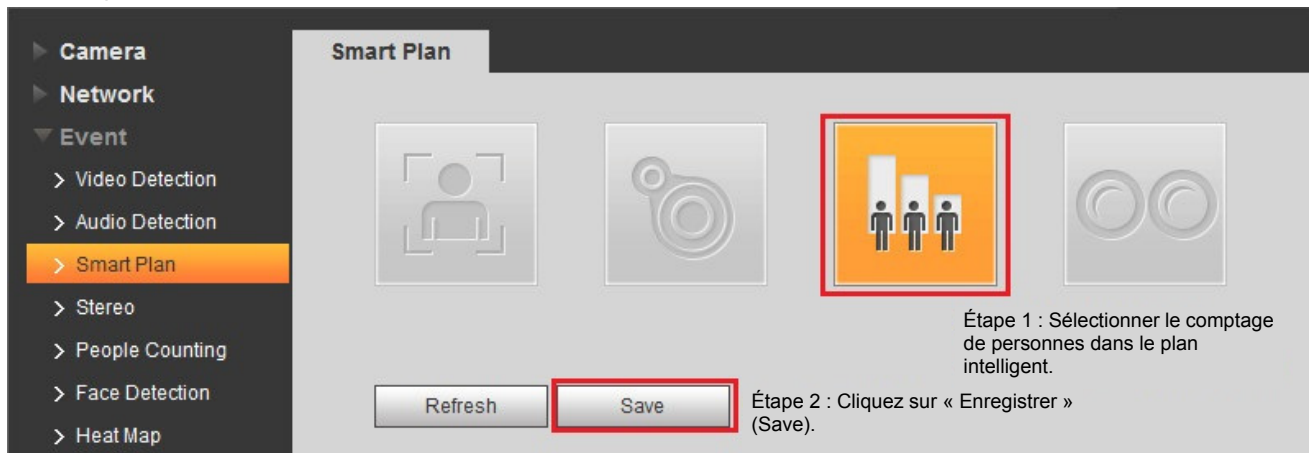 Camera
Network
Event
Video Detection
Audio Detection
Smart Plan
Stereo
People Counting
Face Detection
Heat Map
Smart Plan
Étape 1 : Sélectionner le comptage
de personnes dans le plan
intelligent.
Refresh
Save
Étape 2 : Cliquez sur « Enregistrer »
(Save).